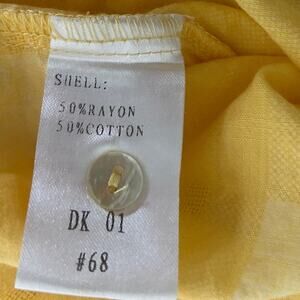 SHELL:
50%RAYON
50%COTTON
DK 01
#68